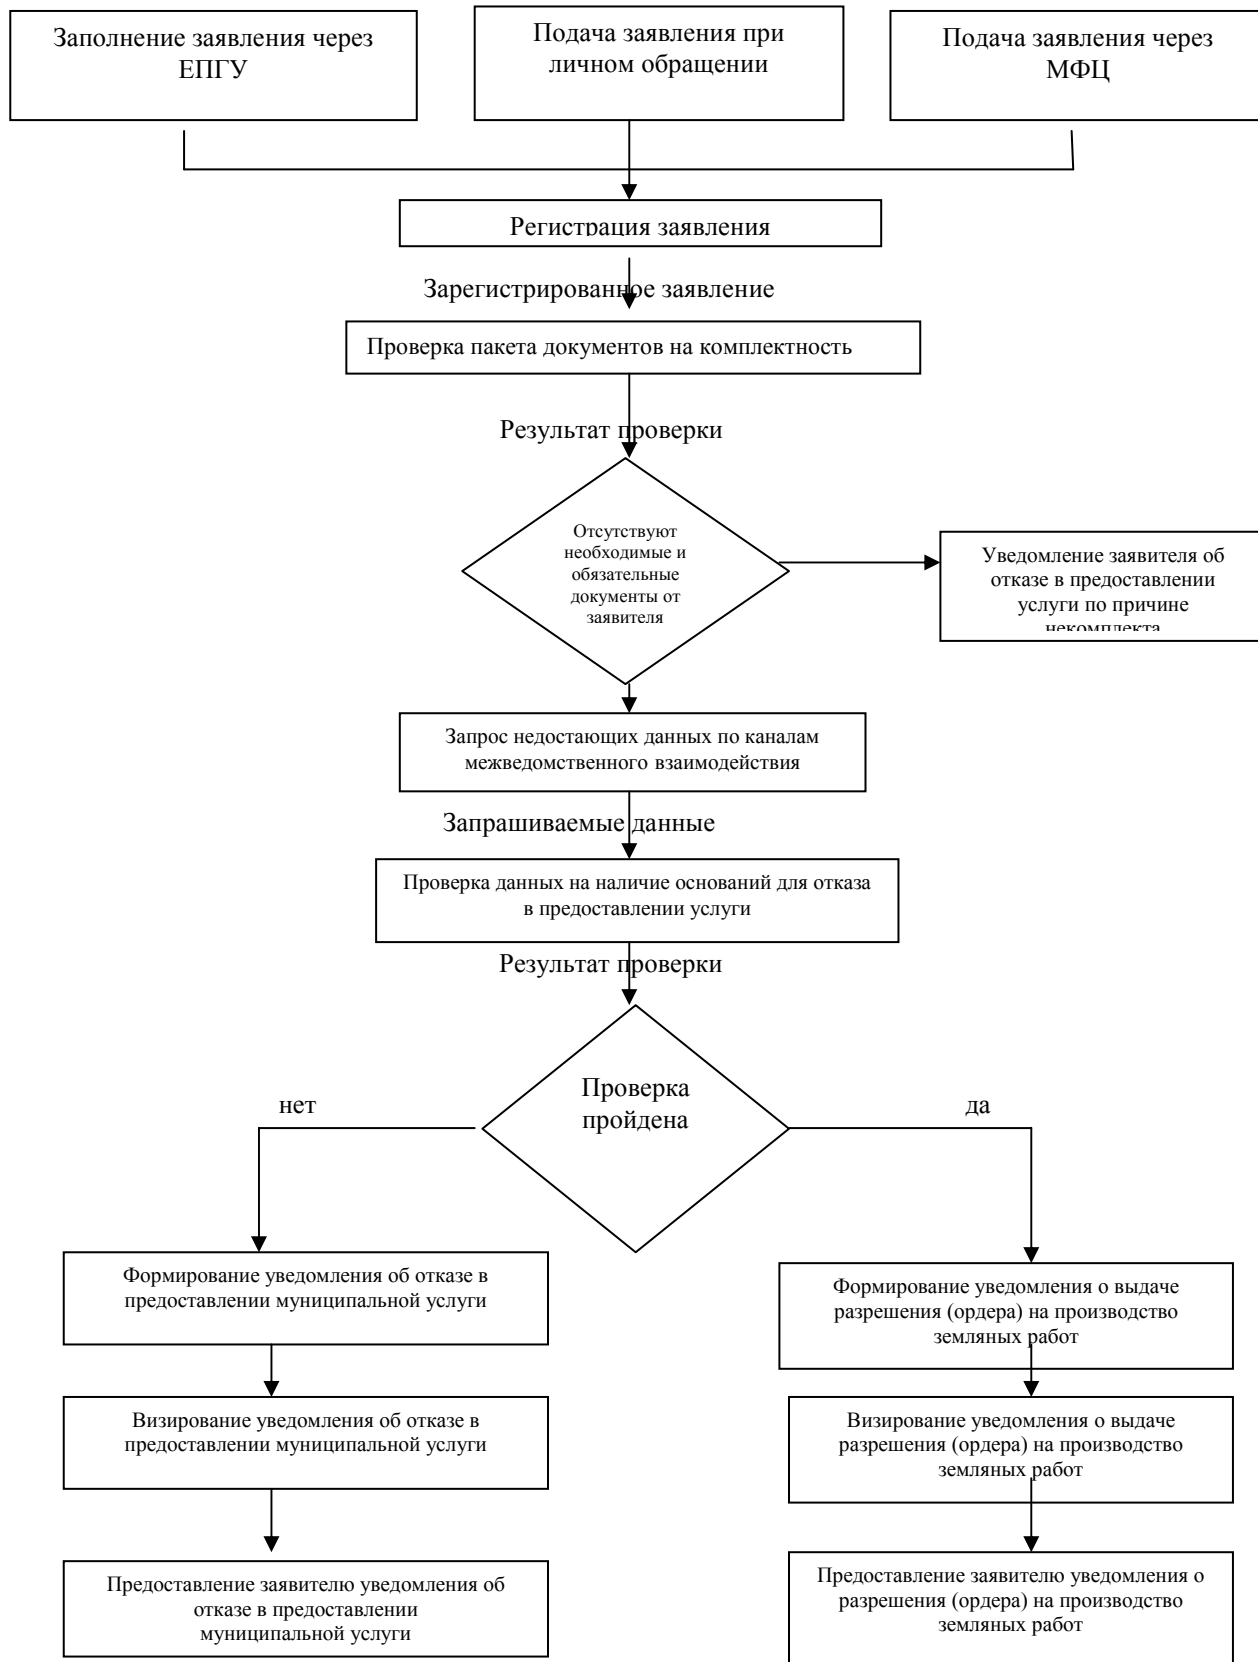 Заполнение заявления через
ЕПГУ
Подача заявления при
личном обращении
Подача заявления через
МФЦ
Регистрация заявления
Зарегистрированное заявление
Проверка пакета документов на комплектность
Результат проверки
Отсутствуют
необходимые и
обязательные
документы от
заявителя
Уведомление заявителя об
отказе в предоставлении
услуги по причине
некомплекта
Запрос недостающих данных по каналам
межведомственного взаимодействия
Запрашиваемые данные
Проверка данных на наличие оснований для отказа
в предоставлении услуги
Результат проверки
Проверка
пройдена
нет
да
Формирование уведомления об отказе в
предоставлении муниципальной услуги
Формирование уведомления о выдаче
разрешения (ордера) на производство
земляных работ
Визирование уведомления об отказе в
предоставлении муниципальной услуги
Визирование уведомления о выдаче
разрешения (ордера) на производство
земляных работ
Предоставление заявителю уведомления об
отказе в предоставлении
муниципальной услуги
Предоставление заявителю уведомления о
разрешения (ордера) на производство
земляных работ